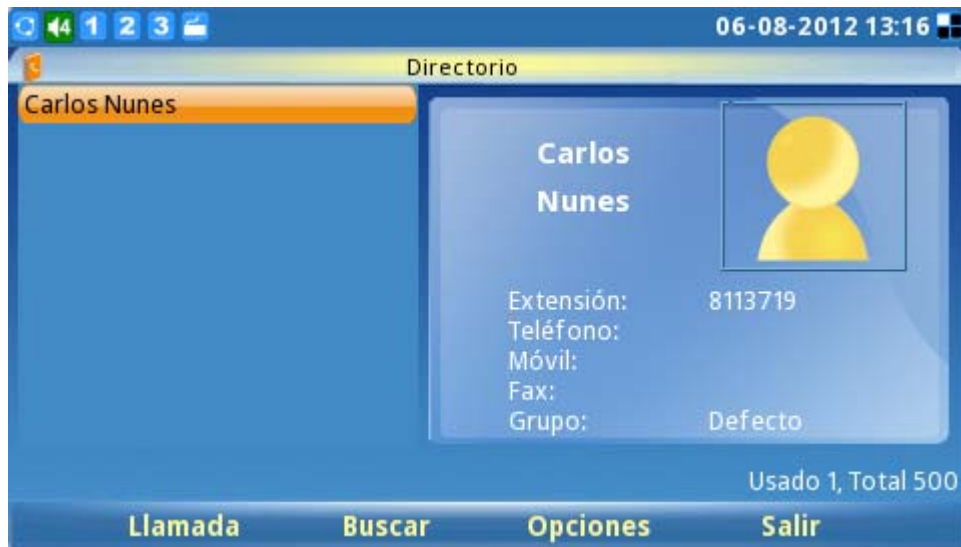 4 1 2 3 06-08-2012 13:16
Directorio
Carlos Nunes
Carlos
Nunes
Extensión: 8113719
Teléfono:
Móvil:
Fax:
Grupo: Defecto
Usado 1, Total 500
Llamada Buscar Opciones Salir